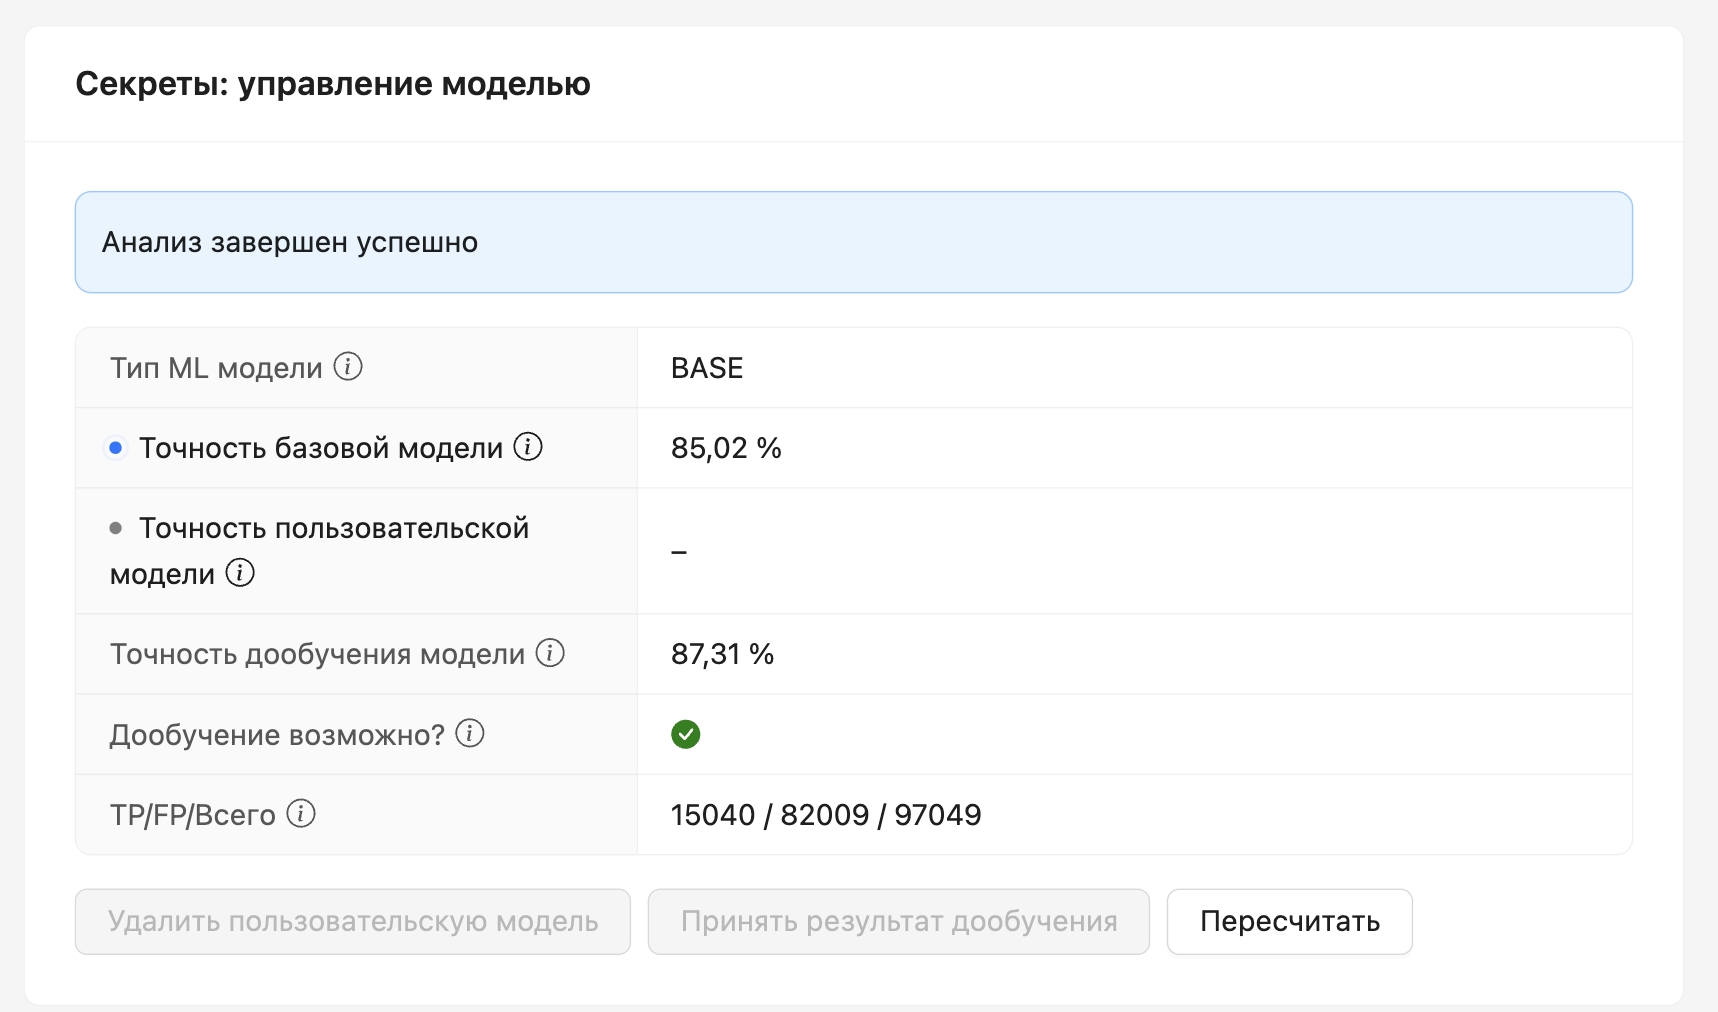 Секреты: управление моделью
Анализ завершен успешно
Тип ML модели
BASE
Точность базовой модели
85,02 %
Точность пользовательской
модели
–
Точность дообучения модели
87,31 %
Дообучение возможно?
TP/FP/Всего
15040 / 82009 / 97049
Удалить пользовательскую модель
Принять результат дообучения
Пересчитать